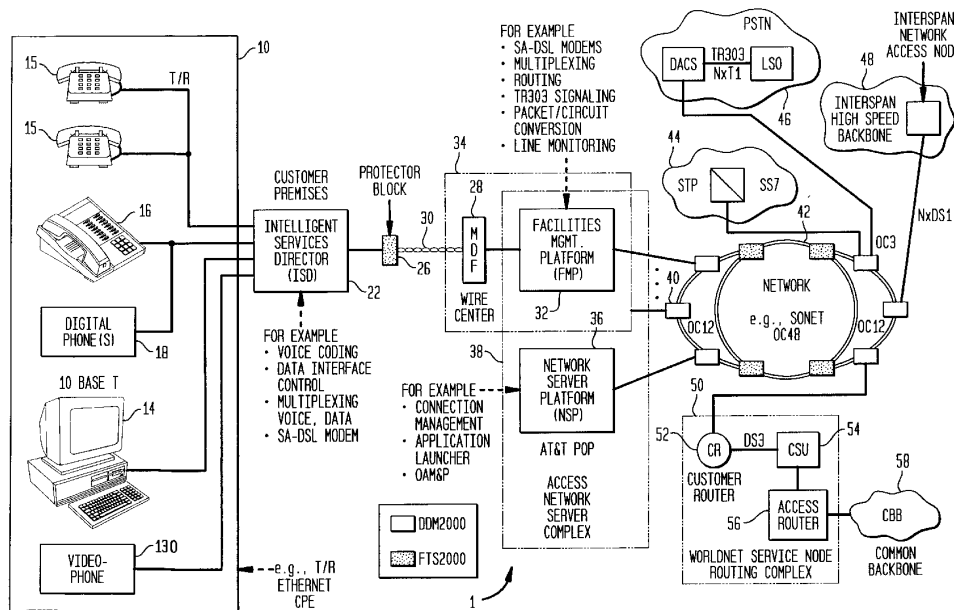 10
15
T/R
15
16
DIGITAL
PHONE(S)
18
10 BASE T
14
VIDEO-
PHONE
130
e.g., T/R
ETHERNET
CPE
CUSTOMER
PREMISES
INTELLIGENT
SERVICES
DIRECTOR
(ISD)
22
FOR EXAMPLE
• VOICE CODING
• DATA INTERFACE
CONTROL
• MULTIPLEXING
VOICE, DATA
• SA-DSL MODEM
PROTECTOR
BLOCK
26
30
34
28
MDF
WIRE
CENTER
FOR EXAMPLE
• SA-DSL MODEMS
• MULTIPLEXING
• ROUTING
• TR303 SIGNALING
• PACKET/CIRCUIT
CONVERSION
• LINE MONITORING
FACILITIES
MGMT.
PLATFORM
(FMP)
32
36
38
NETWORK
SERVER
PLATFORM
(NSP)
AT&T POP
ACCESS
NETWORK
SERVER
COMPLEX
FOR EXAMPLE
• CONNECTION
MANAGEMENT
• APPLICATION
LAUNCHER
• OAM&P
DDM2000
FTS2000
1
PSTN
DACS
TR303
NxT1
LSO
46
INTERSPAN
NETWORK
ACCESS NODE
48
INTERSPAN
HIGH SPEED
BACKBONE
NxDS1
44
STP
SS7
42
OC3
40
OC12
NETWORK
e.g., SONET
OC48
OC12
50
52
CR
DS3
CSU
54
CUSTOMER
ROUTER
56
ACCESS
ROUTER
58
CBB
COMMON
BACKBONE
WORLDNET SERVICE NODE
ROUTING COMPLEX